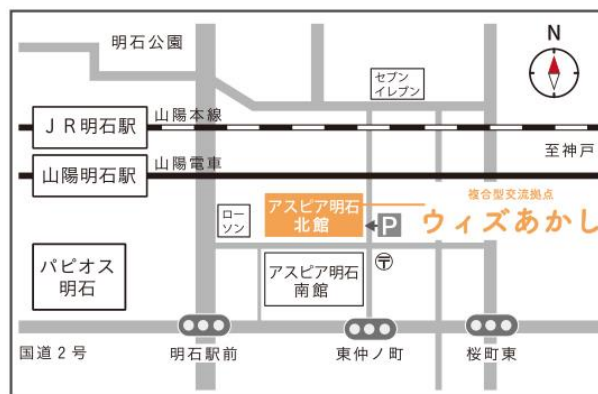 明石公園
N
セブン
イレブン
山陽本線
JR明石駅
至神戸
山陽電車
山陽明石駅
複合型交流拠点
ウィズあかし
アスピア明石
北館
P
ロー
ソン
〒
パピオス
明石
アスピア明石
南館
国道2号
明石駅前
東仲ノ町
桜町東